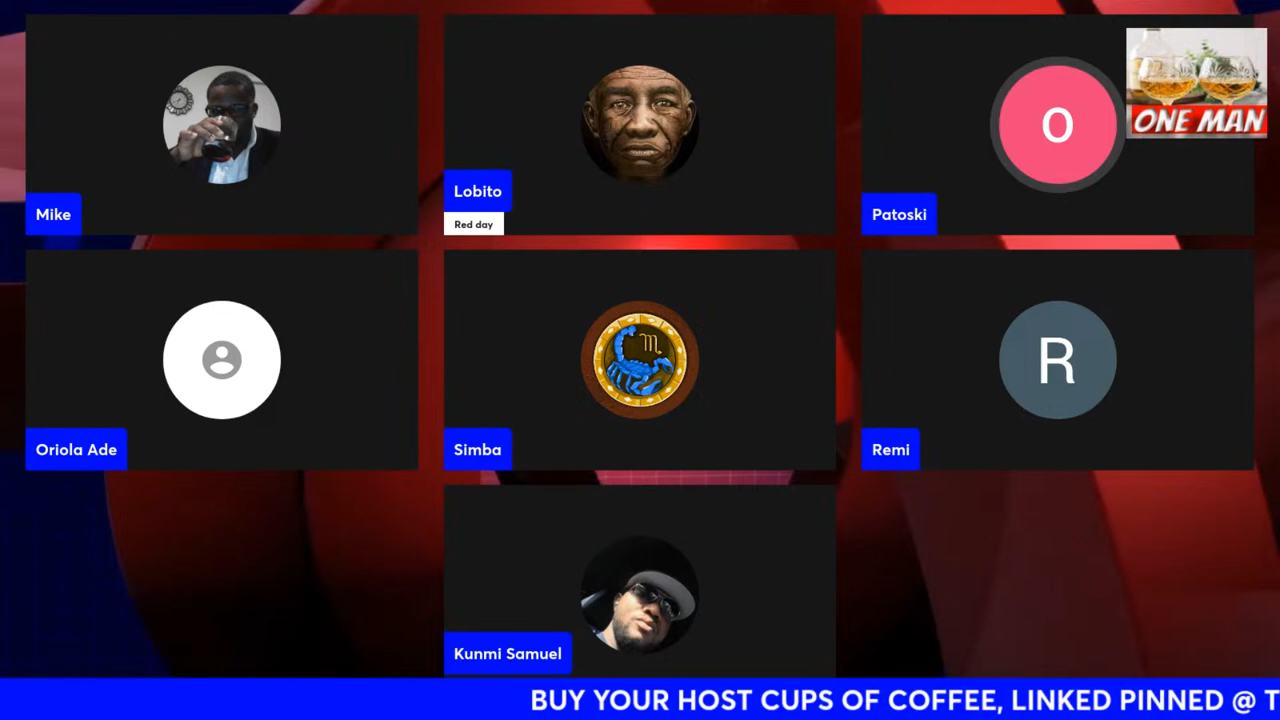 ONE MAN
Mike
Lobito
Red day
O
Patoski
Oriola Ade
♏
Simba
R
Remi
Kunmi Samuel
BUY YOUR HOST CUPS OF COFFEE, LINKED PINNED @ T